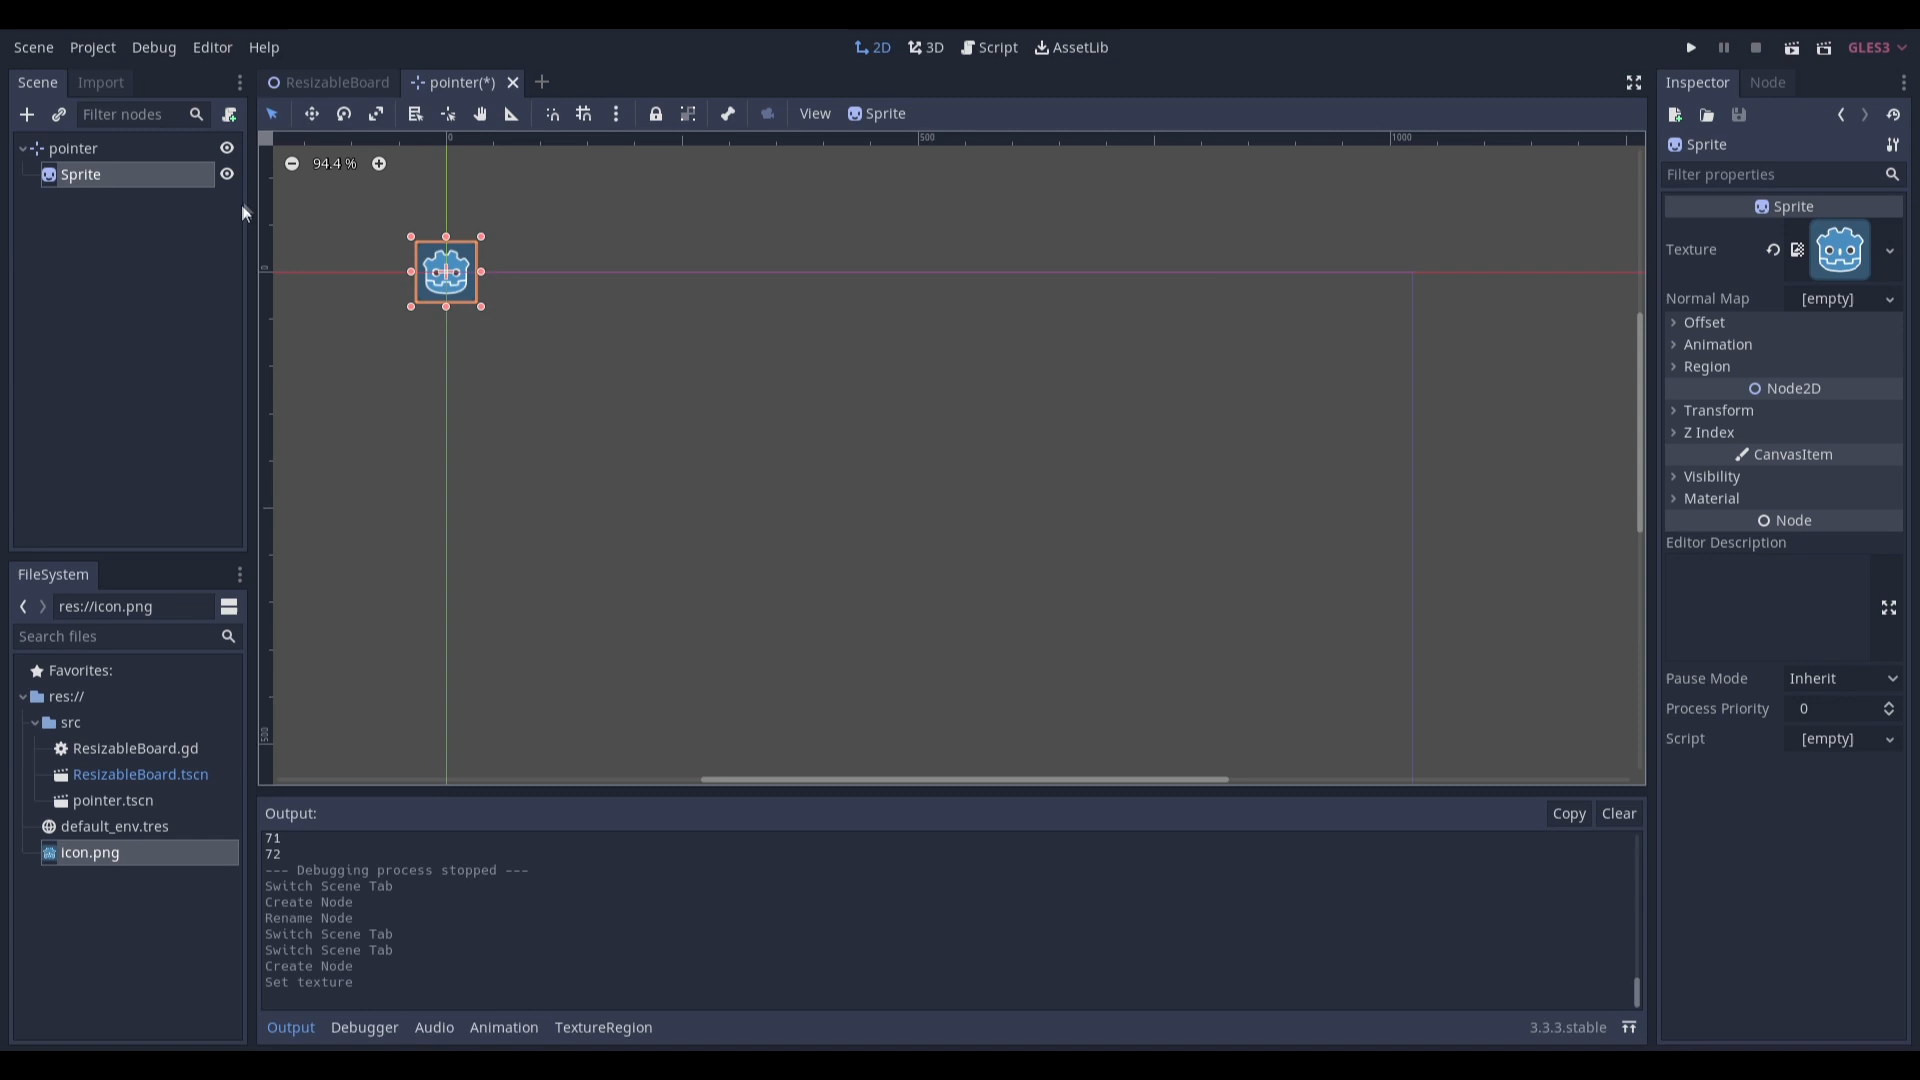 Scene Project Debug Editor Help
2D 3D Script AssetLib
GLES3
Scene Import
ResizableBoard pointer(*)
Inspector Node
Filter nodes
View Sprite
pointer
Sprite
0 500 1000
94.4 %
0
500
Sprite
Filter properties
Sprite
Texture
Normal Map [empty]
Offset
Animation
Region
Node2D
Transform
Z Index
CanvasItem
Visibility
Material
Node
Editor Description
Pause Mode Inherit
Process Priority 0
Script [empty]
FileSystem
res://icon.png
Search files
Favorites:
res://
src
ResizableBoard.gd
ResizableBoard.tscn
pointer.tscn
default_env.tres
icon.png
Output:
Copy Clear
71
72
--- Debugging process stopped ---
Switch Scene Tab
Create Node
Rename Node
Switch Scene Tab
Switch Scene Tab
Create Node
Set texture
Output Debugger Audio Animation TextureRegion
3.3.3.stable